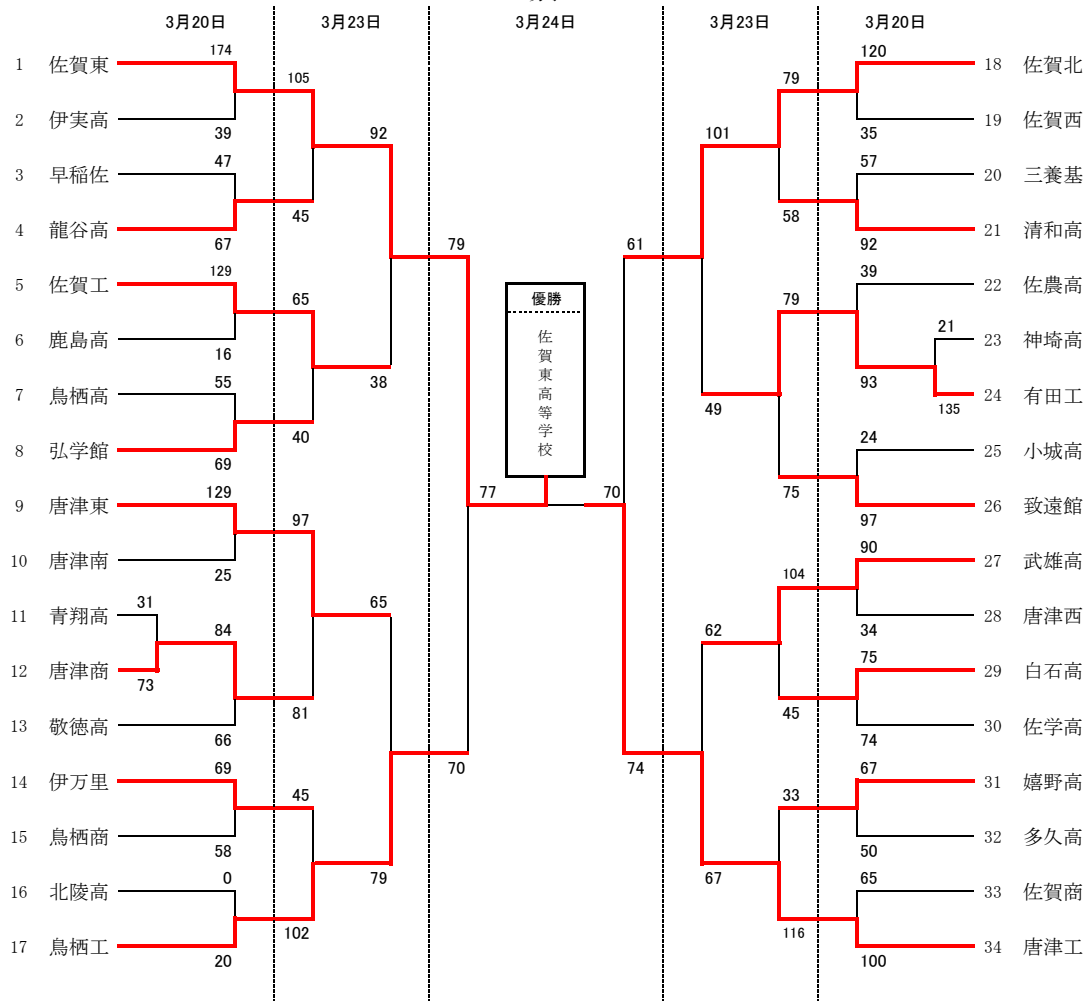 3月20日 3月23日 3月24日 3月23日 3月20日
174 120
1 佐賀東 105 79 18 佐賀北
2 伊実高 19 佐賀西
39 92 101 35
47 57
3 早稲佐 20 三養基
45 58
4 龍谷高 21 清和高
67 79 61 92
129 39
5 佐賀工 65 優勝 79 22 佐農高
21
6 鹿島高 23 神埼高
16 佐賀東高等学校 93
55 38 49 135
7 鳥栖高 24 有田工
40 24
8 弘学館 25 小城高
69 75
129 77 70 97
9 唐津東 97 26 致遠館
90
10 唐津南 27 武雄高
25 104
31 65 62
11 青翔高 28 唐津西
84 34
75
12 唐津商 29 白石高
73 81 45
13 敬徳高 30 佐学高
66 74
69 70 74 67
14 伊万里 45 33 31 嬉野高
15 鳥栖商 32 多久高
58 50
0 79 67 65
16 北陵高 33 佐賀商
102 116
17 鳥栖工 34 唐津工
20 100